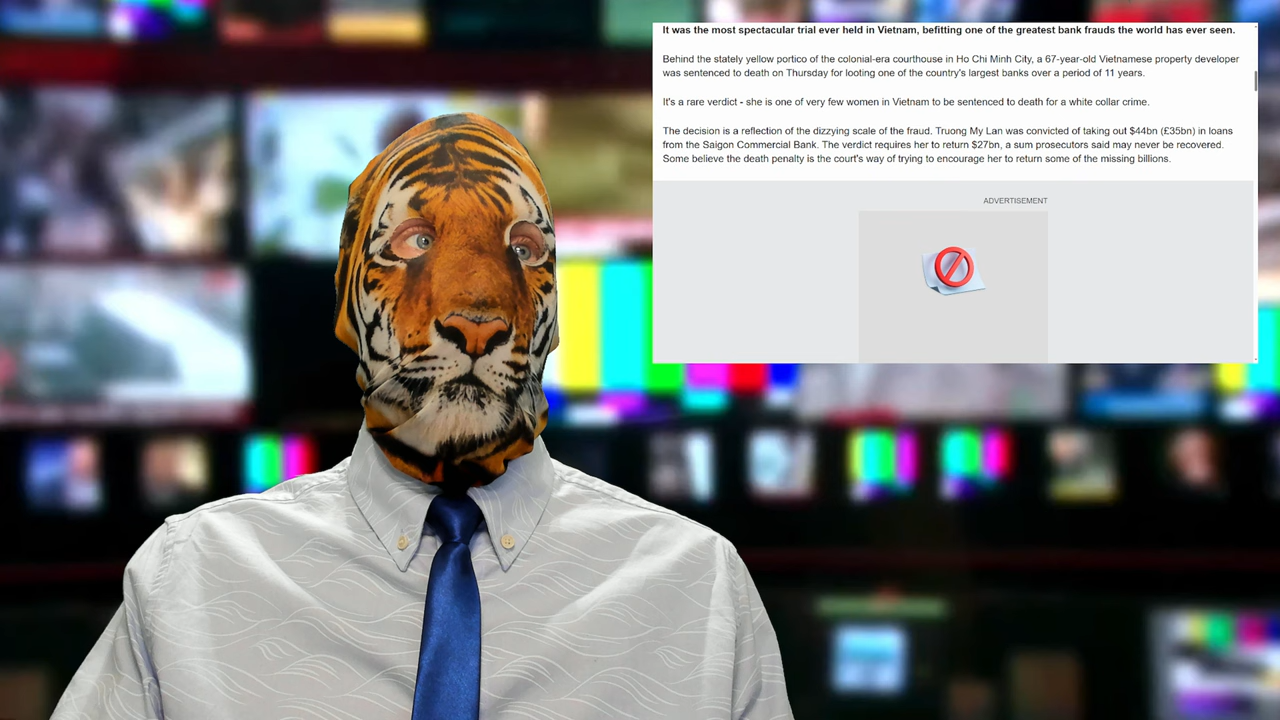 It was the most spectacular trial ever held in Vietnam, befitting one of the greatest bank frauds the world has ever seen.
Behind the stately yellow portico of the colonial-era courthouse in Ho Chi Minh City, a 67-year-old Vietnamese property developer
was sentenced to death on Thursday for looting one of the country's largest banks over a period of 11 years.
It's a rare verdict - she is one of very few women in Vietnam to be sentenced to death for a white collar crime.
The decision is a reflection of the dizzying scale of the fraud. Truong My Lan was convicted of taking out $44bn (£35bn) in loans
from the Saigon Commercial Bank. The verdict requires her to return $27bn, a sum prosecutors said may never be recovered.
Some believe the death penalty is the court's way of trying to encourage her to return some of the missing billions.
ADVERTISEMENT